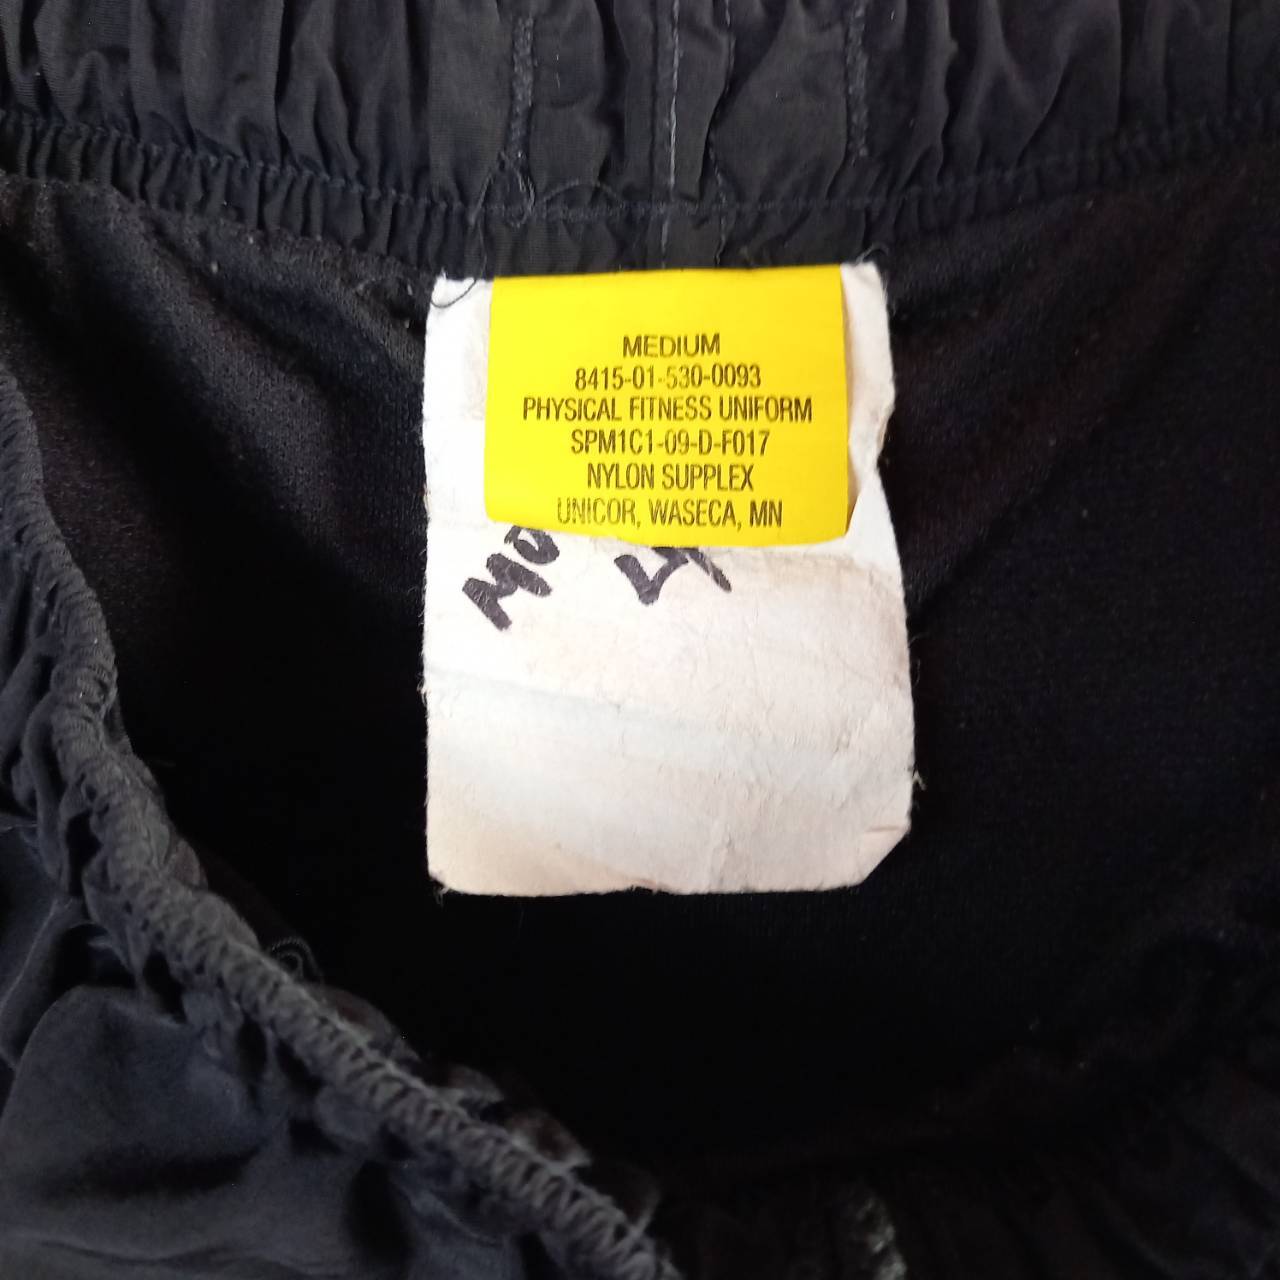 MEDIUM
8415-01-530-0093
PHYSICAL FITNESS UNIFORM
SPM1C1-09-D-F017
NYLON SUPPLEX
UNICOR, WASECA, MN